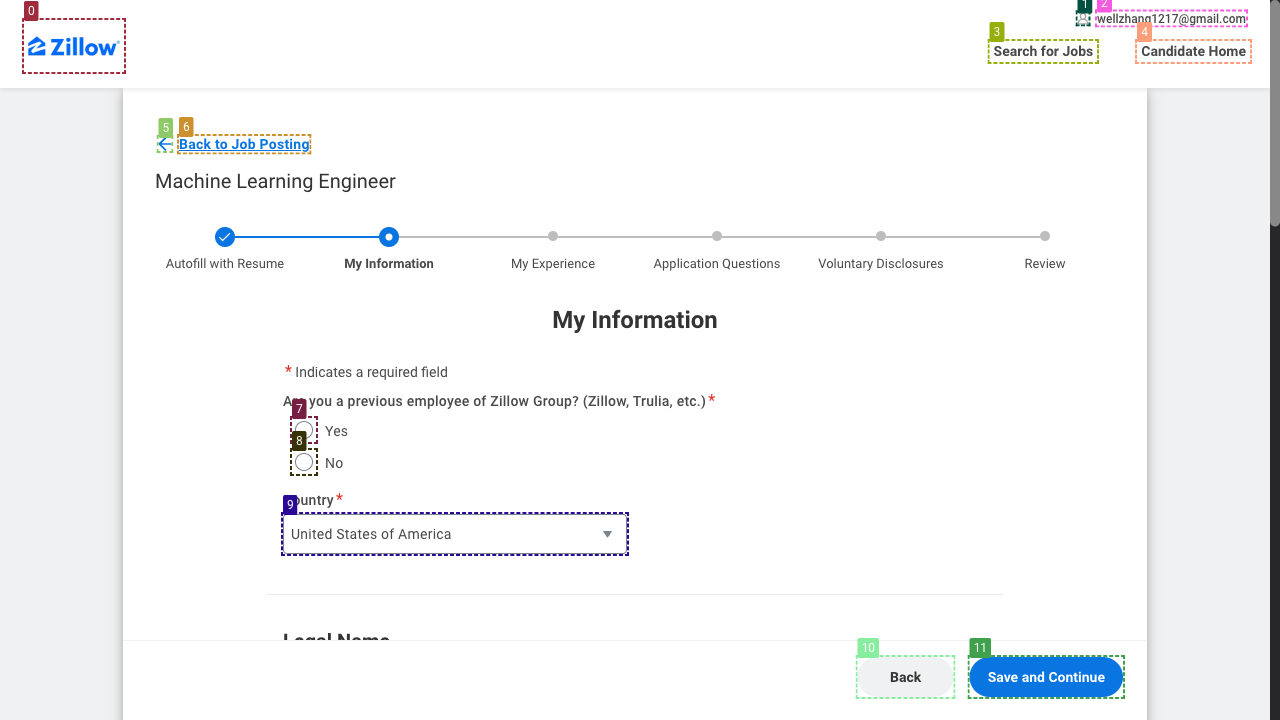 0
Zillow
1
2
wellzhang1217@gmail.com
3
Search for Jobs
4
Candidate Home
5
6
Back to Job Posting
Machine Learning Engineer
Autofill with Resume
My Information
My Experience
Application Questions
Voluntary Disclosures
Review
My Information
* Indicates a required field
Are you a previous employee of Zillow Group? (Zillow, Trulia, etc.)*
7
Yes
8
No
9
Country*
United States of America
Legal Name
10
Back
11
Save and Continue